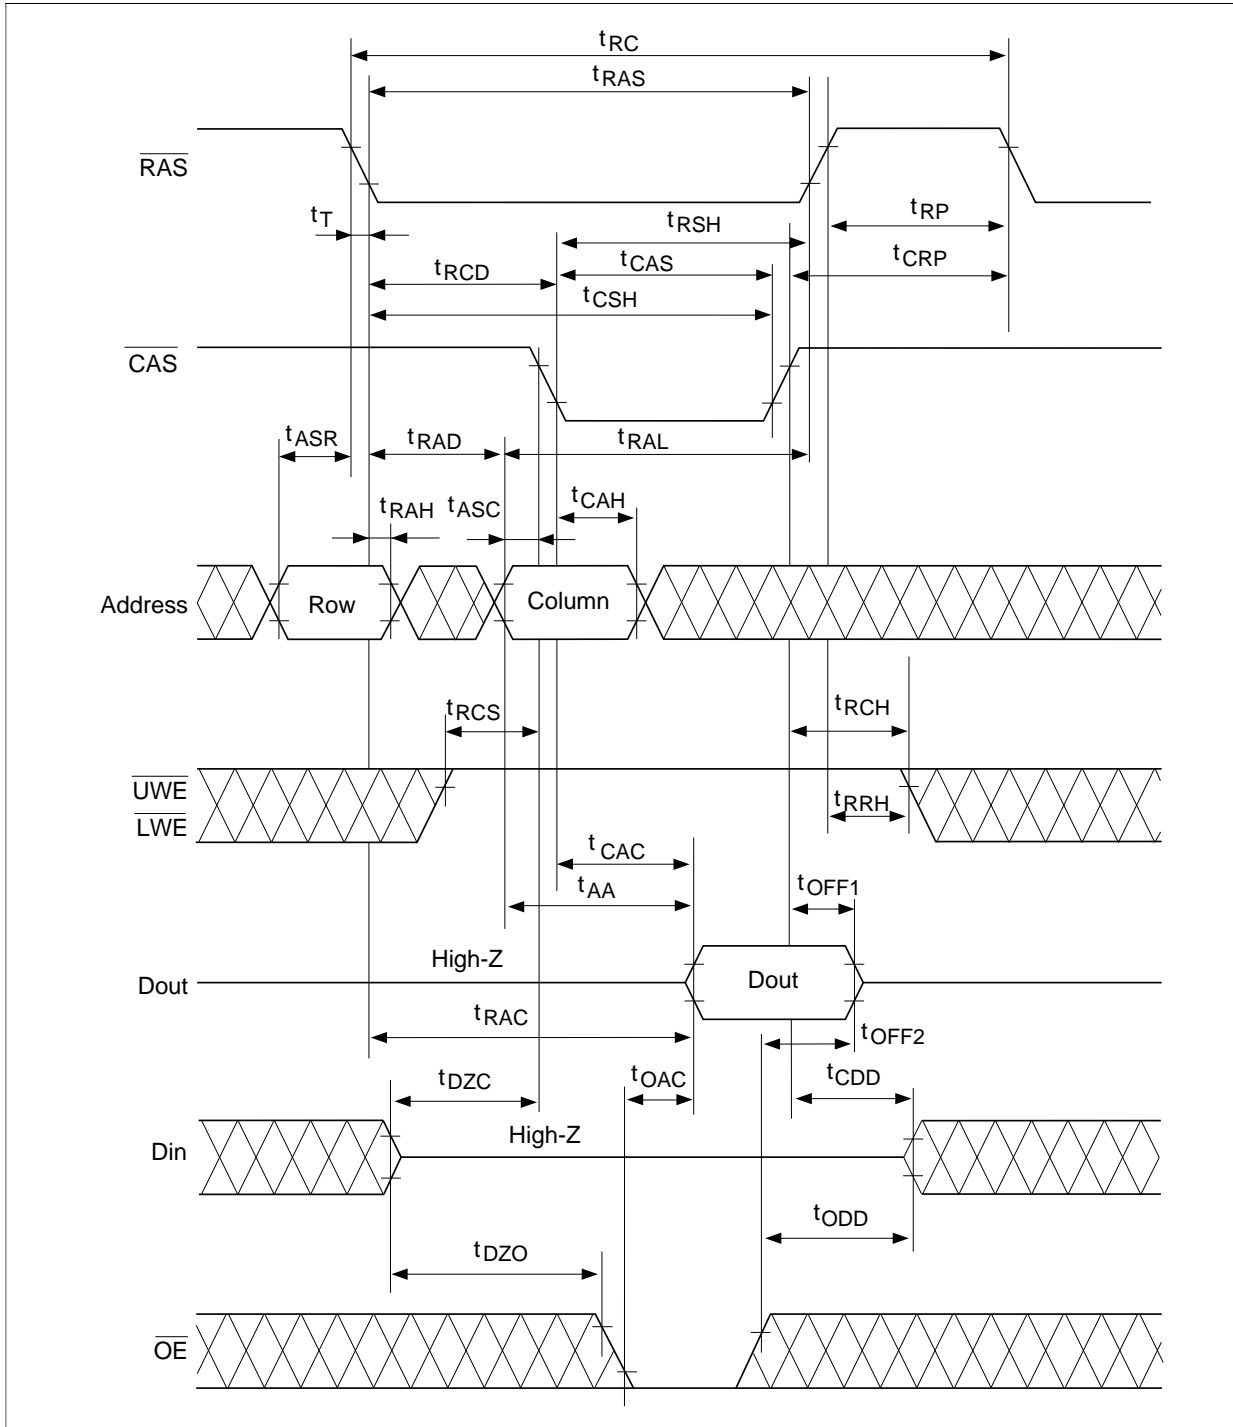 tRC
tRAS
RAS
tT
tRP
tRSH
tCRP
tRCD
tCAS
tCSH
CAS
tASR
tRAD
tRAL
tRAH
tASC
tCAH
Address
Row
Column
tRCS
tRCH
UWE
LWE
tRRH
tCAC
tAA
tOFF1
High-Z
Dout
Dout
tRAC
tOFF2
tDZC
tOAC
tCDD
Din
High-Z
tODD
tDZO
OE